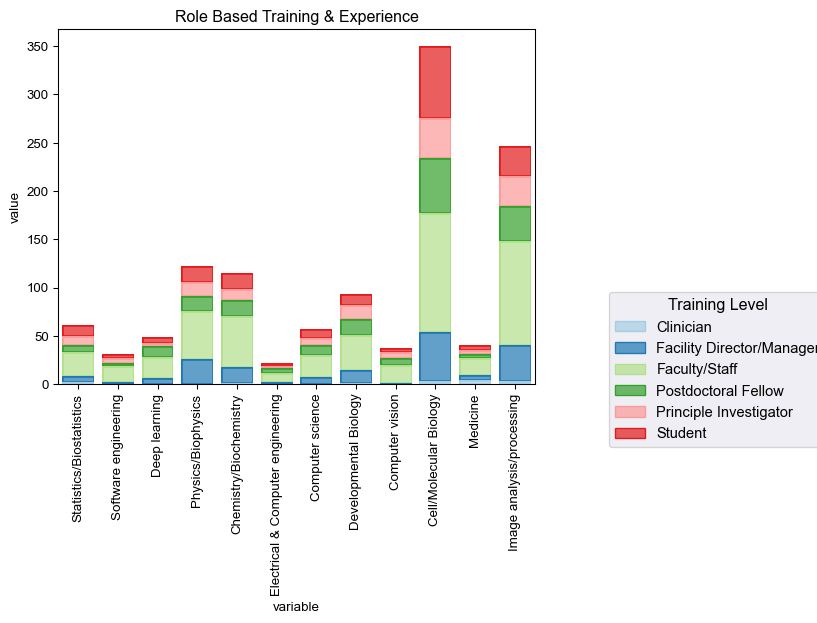 Role Based Training & Experience
value
350
300
250
200
150
100
50
0
Statistics/Biostatistics
Software engineering
Deep learning
Physics/Biophysics
Chemistry/Biochemistry
Electrical & Computer engineering
Computer science
Developmental Biology
Computer vision
Cell/Molecular Biology
Medicine
Image analysis/processing
variable
Training Level
Clinician
Facility Director/Manager
Faculty/Staff
Postdoctoral Fellow
Principle Investigator
Student